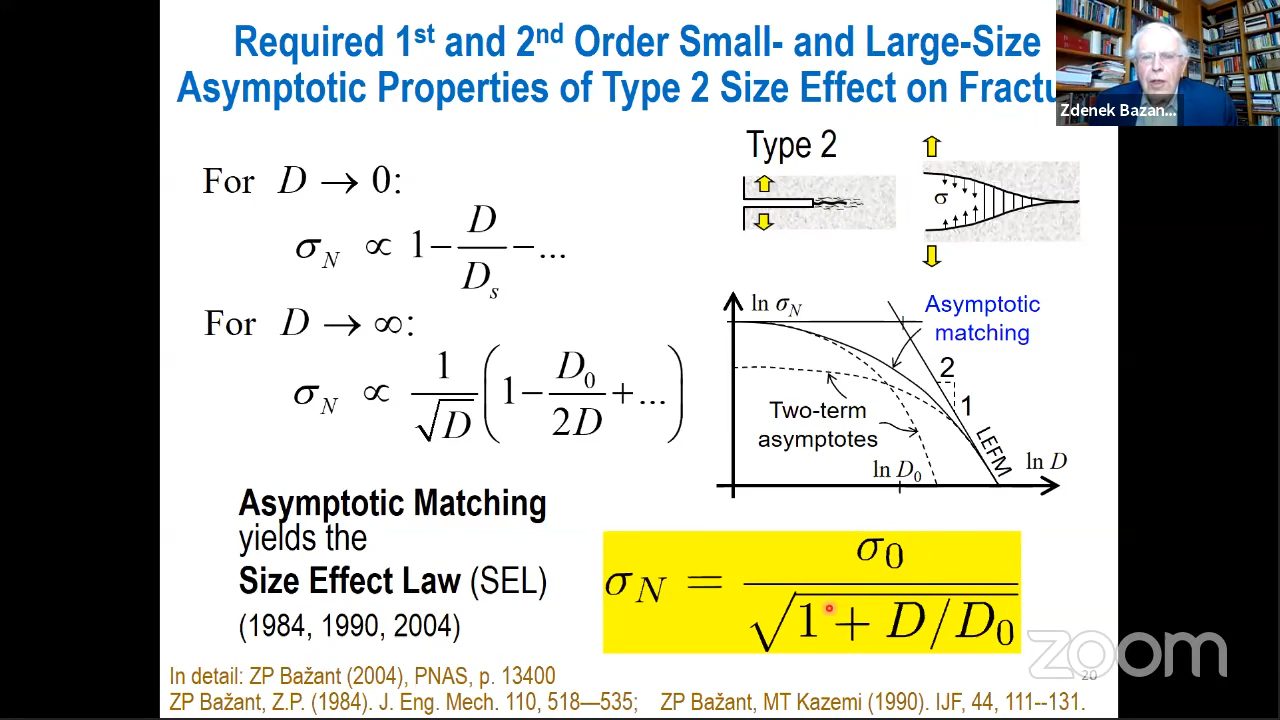 Required 1st and 2nd Order Small- and Large-Size
Asymptotic Properties of Type 2 Size Effect on Fractu
Zdenek Bazan...
For D → 0:
σN ∝ 1 − D/Ds − ...
For D → ∞:
σN ∝ 1/√D (1 − D0/2D + ...)
Type 2
σ
ln σN
Asymptotic
matching
2
1
Two-term
asymptotes
LEFM
ln D0
ln D
Asymptotic Matching
yields the
Size Effect Law (SEL)
(1984, 1990, 2004)
σN = σ0/√(1 + D/D0)
zoom
20
In detail: ZP Bažant (2004), PNAS, p. 13400
ZP Bažant, Z.P. (1984). J. Eng. Mech. 110, 518—535; ZP Bažant, MT Kazemi (1990). IJF, 44, 111--131.